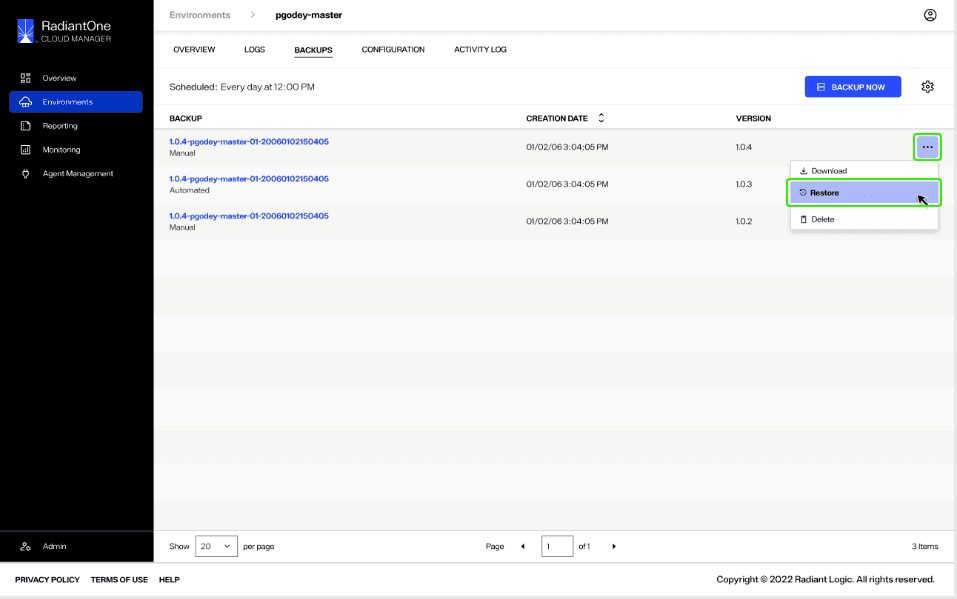 RadiantOne
CLOUD MANAGER
Overview
Environments
Reporting
Monitoring
Agent Management
Admin
Environments > pgodey-master
OVERVIEW LOGS BACKUPS CONFIGURATION ACTIVITY LOG
Scheduled: Every day at 12:00 PM BACKUP NOW
BACKUP CREATION DATE VERSION
1.0.4-pgodey-master-01-20060102150405
Manual
01/02/06 3:04:05 PM 1.0.4
1.0.4-pgodey-master-01-20060102150405
Automated
01/02/06 3:04:05 PM 1.0.3
1.0.4-pgodey-master-01-20060102150405
Manual
01/02/06 3:04:05 PM 1.0.2
Download
Restore
Delete
Show 20 per page Page 1 of 1 3 Items
PRIVACY POLICY TERMS OF USE HELP Copyright © 2022 Radiant Logic. All rights reserved.